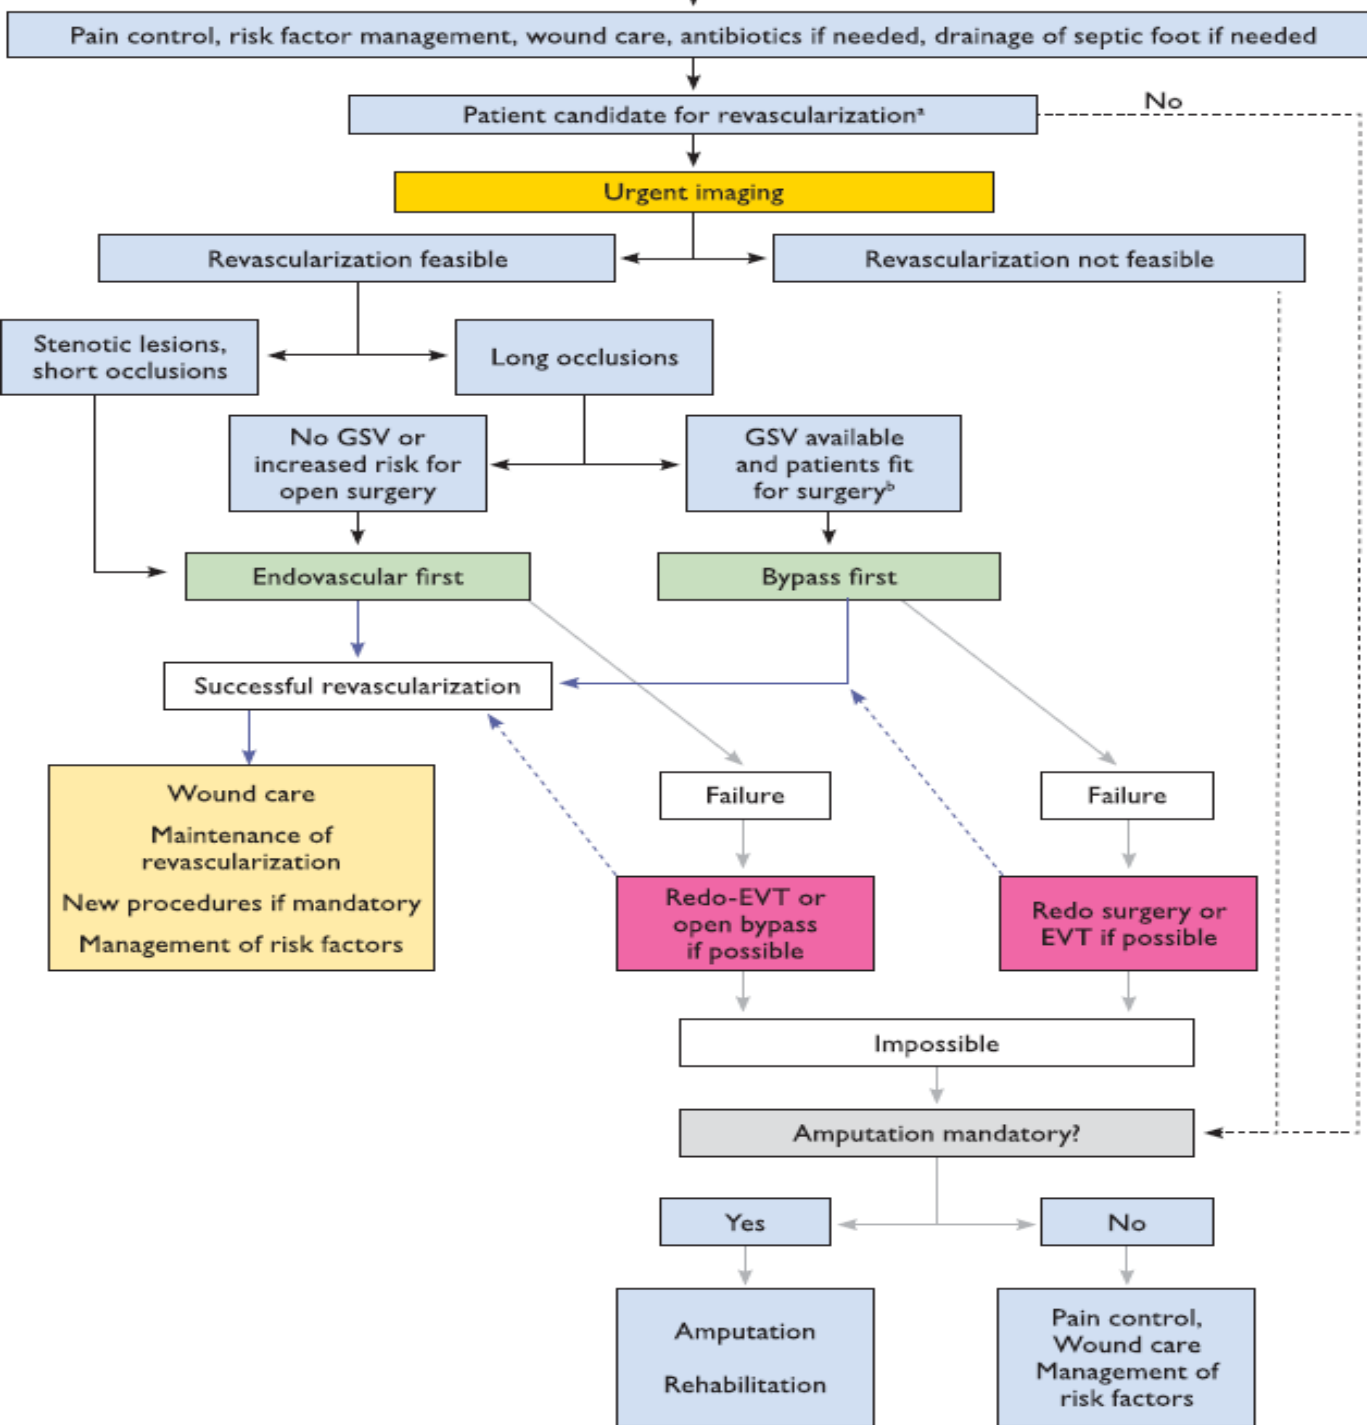 Pain control, risk factor management, wound care, antibiotics if needed, drainage of septic foot if needed
Patient candidate for revascularizationᵃ
No
Urgent imaging
Revascularization feasible
Revascularization not feasible
Stenotic lesions,
short occlusions
Long occlusions
No GSV or
increased risk for
open surgery
GSV available
and patients fit
for surgeryᵇ
Endovascular first
Bypass first
Successful revascularization
Wound care
Maintenance of
revascularization
New procedures if mandatory
Management of risk factors
Failure
Failure
Redo-EVT or
open bypass
if possible
Redo surgery or
EVT if possible
Impossible
Amputation mandatory?
Yes
No
Amputation
Rehabilitation
Pain control,
Wound care
Management of
risk factors